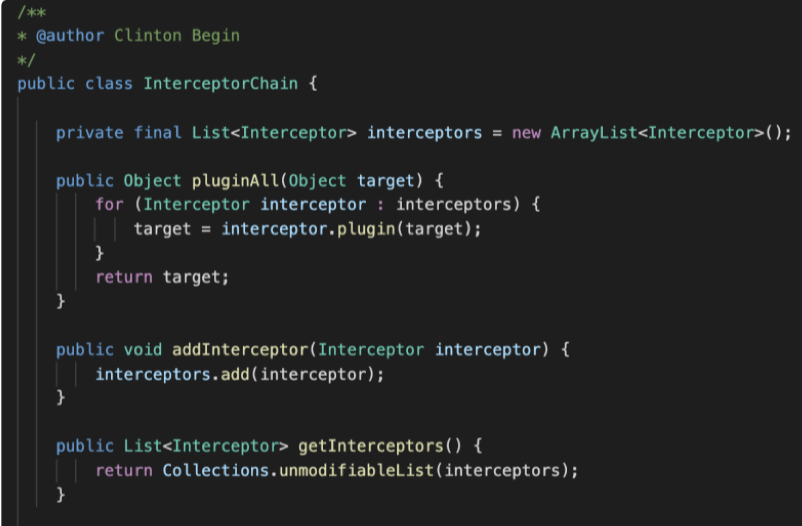 /**
* @author Clinton Begin
*/
public class InterceptorChain {
private final List<Interceptor> interceptors = new ArrayList<Interceptor>();
public Object pluginAll(Object target) {
for (Interceptor interceptor : interceptors) {
target = interceptor.plugin(target);
}
return target;
}
public void addInterceptor(Interceptor interceptor) {
interceptors.add(interceptor);
}
public List<Interceptor> getInterceptors() {
return Collections.unmodifiableList(interceptors);
}